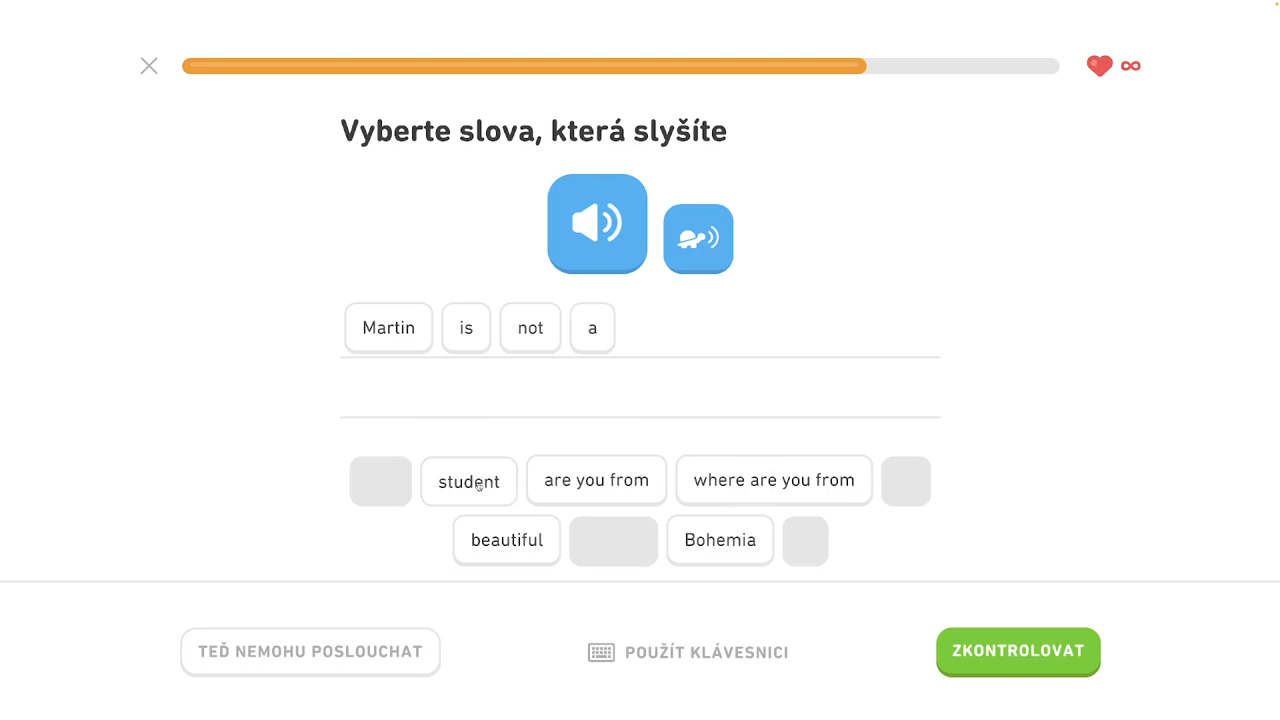 Vyberte slova, která slyšíte
Martin is not a
student are you from where are you from
beautiful Bohemia
TEĎ NEMOHU POSLOUCHAT POUŽÍT KLÁVESNICI ZKONTROLOVAT